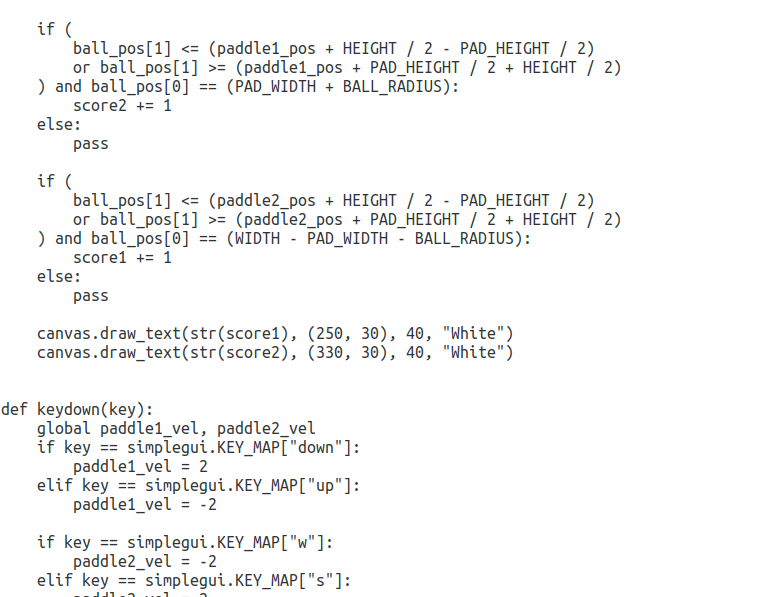 if (
ball_pos[1] <= (paddle1_pos + HEIGHT / 2 - PAD_HEIGHT / 2)
or ball_pos[1] >= (paddle1_pos + PAD_HEIGHT / 2 + HEIGHT / 2)
) and ball_pos[0] == (PAD_WIDTH + BALL_RADIUS):
score2 += 1
else:
pass
if (
ball_pos[1] <= (paddle2_pos + HEIGHT / 2 - PAD_HEIGHT / 2)
or ball_pos[1] >= (paddle2_pos + PAD_HEIGHT / 2 + HEIGHT / 2)
) and ball_pos[0] == (WIDTH - PAD_WIDTH - BALL_RADIUS):
score1 += 1
else:
pass
canvas.draw_text(str(score1), (250, 30), 40, "White")
canvas.draw_text(str(score2), (330, 30), 40, "White")
def keydown(key):
global paddle1_vel, paddle2_vel
if key == simplegui.KEY_MAP["down"]:
paddle1_vel = 2
elif key == simplegui.KEY_MAP["up"]:
paddle1_vel = -2
if key == simplegui.KEY_MAP["w"]:
paddle2_vel = -2
elif key == simplegui.KEY_MAP["s"]: